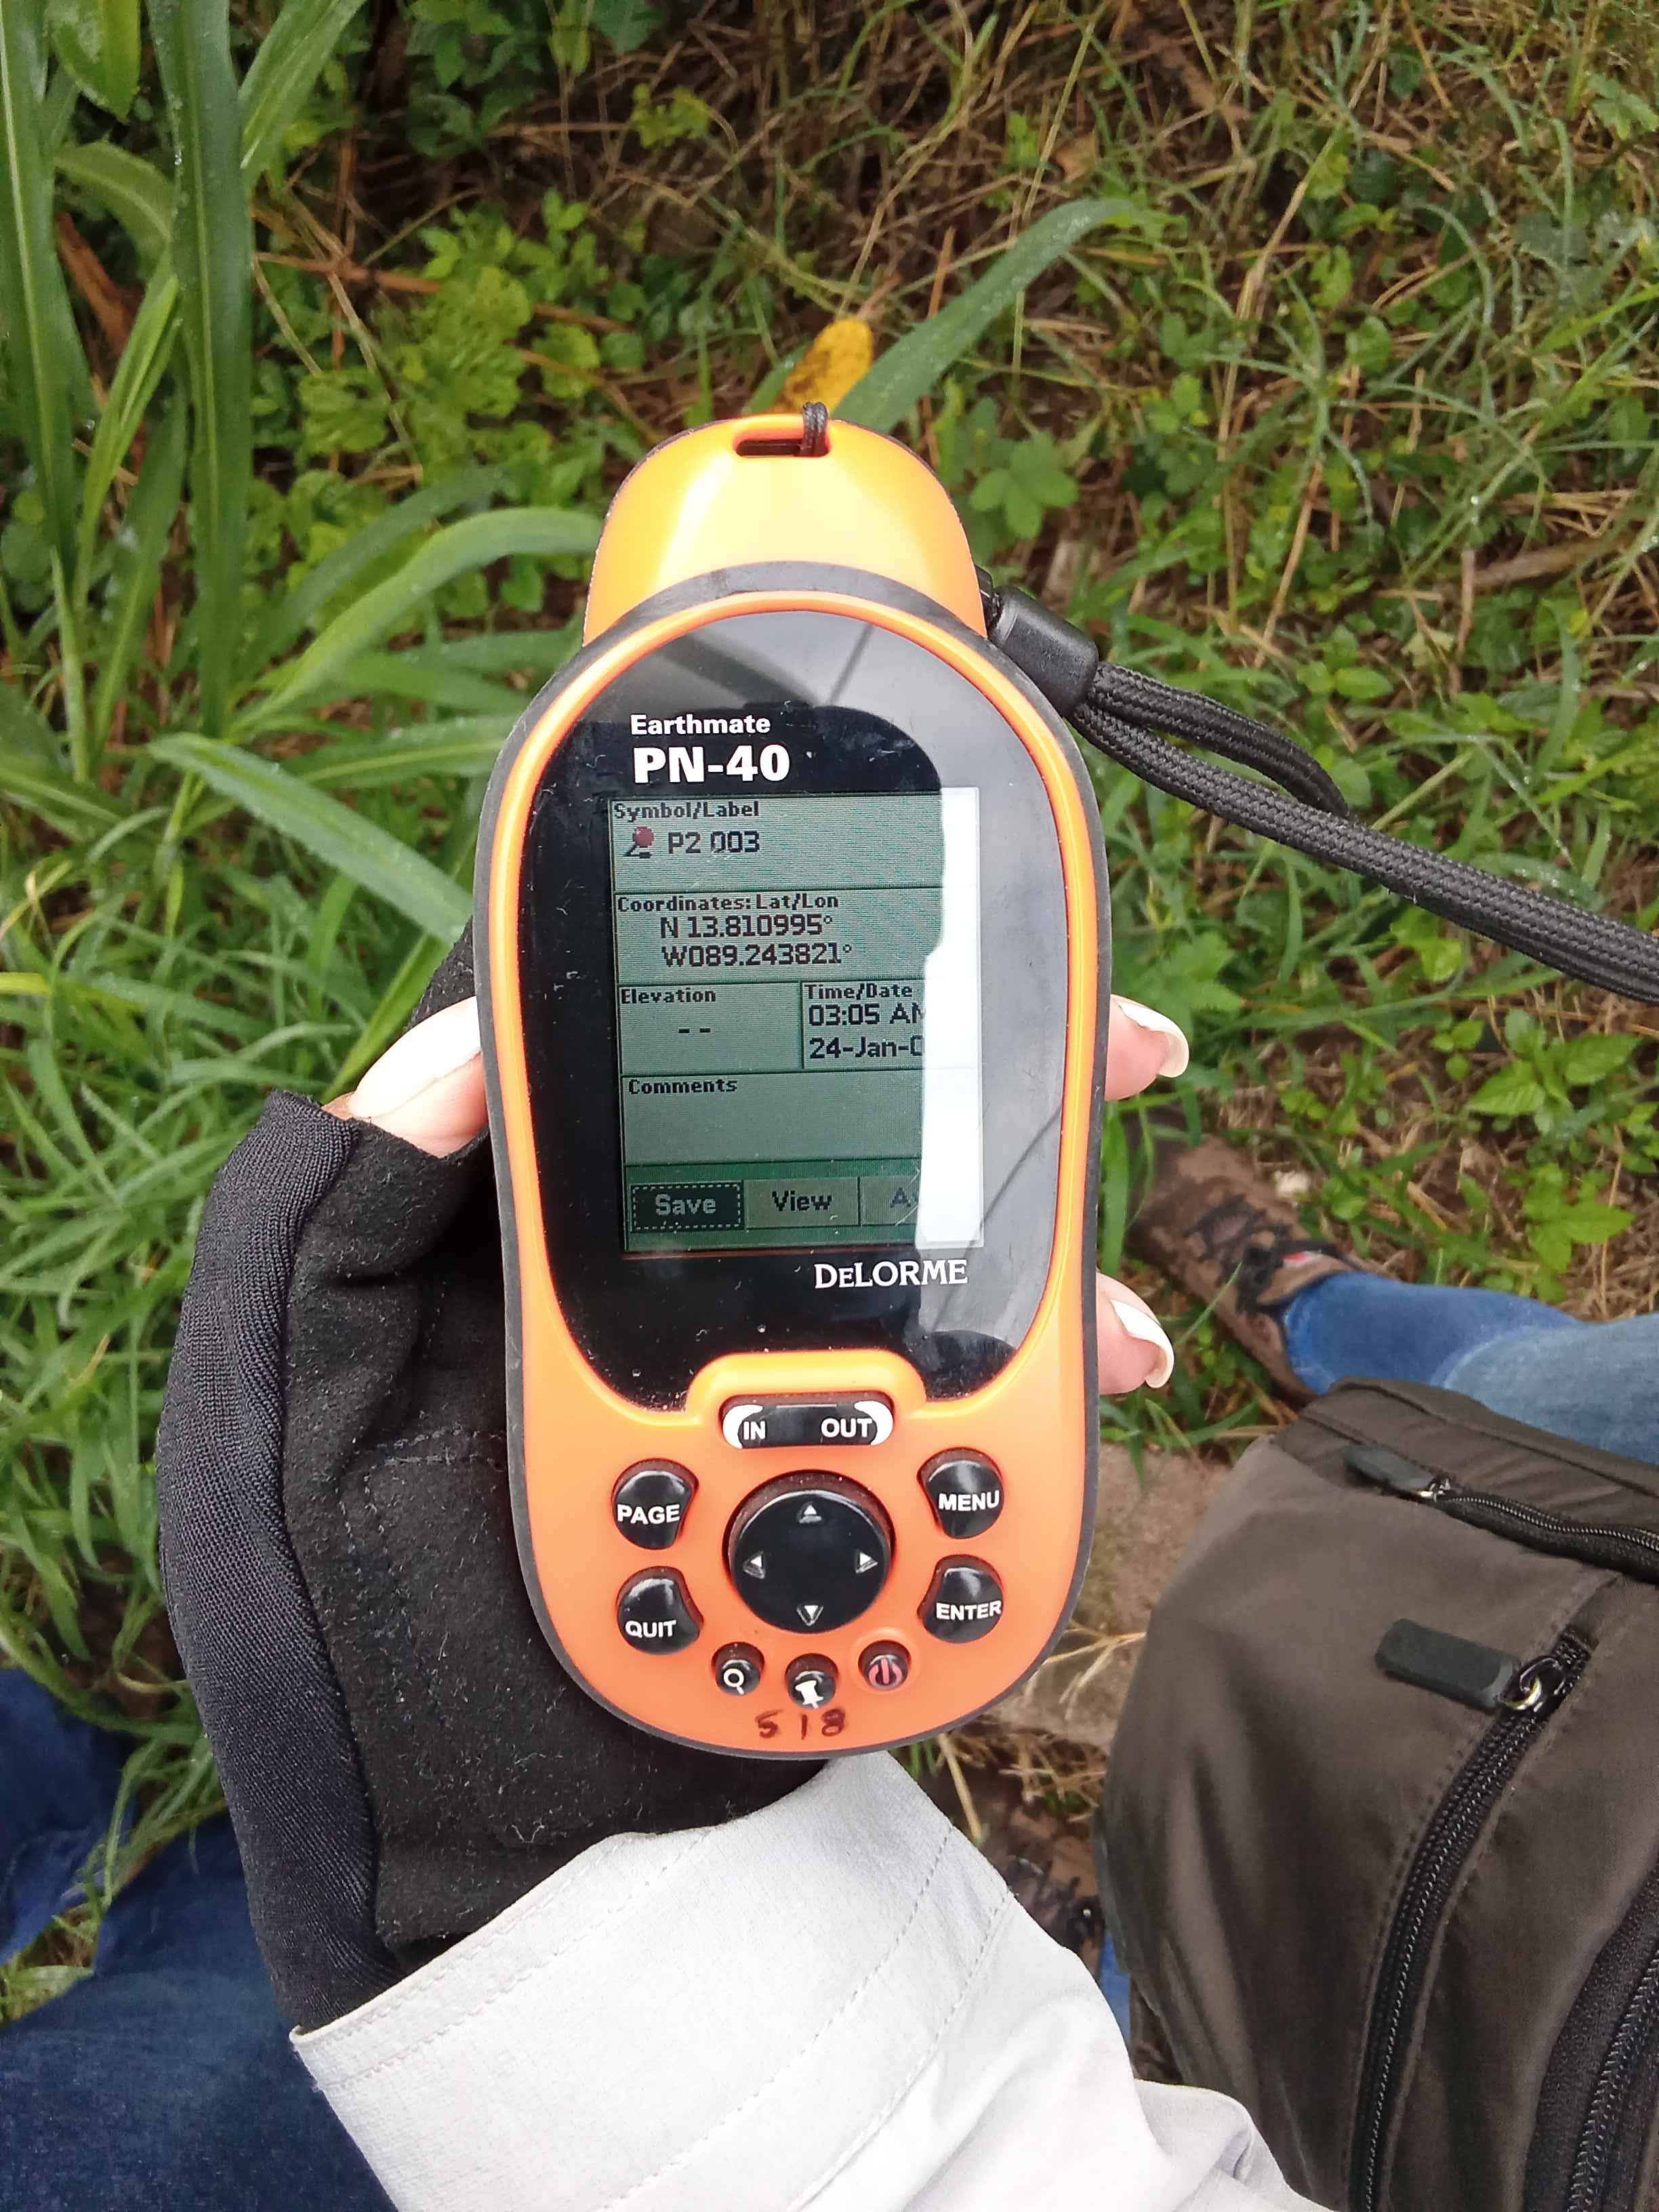 Earthmate
PN-40
Symbol/Label
P2 003
Coordinates: Lat/Lon
N 13.810995°
W089.243821°
Elevation
- -
Time/Date
03:05
Comments
Save
View
DELORME
IN OUT
PAGE
MENU
QUIT
ENTER
518